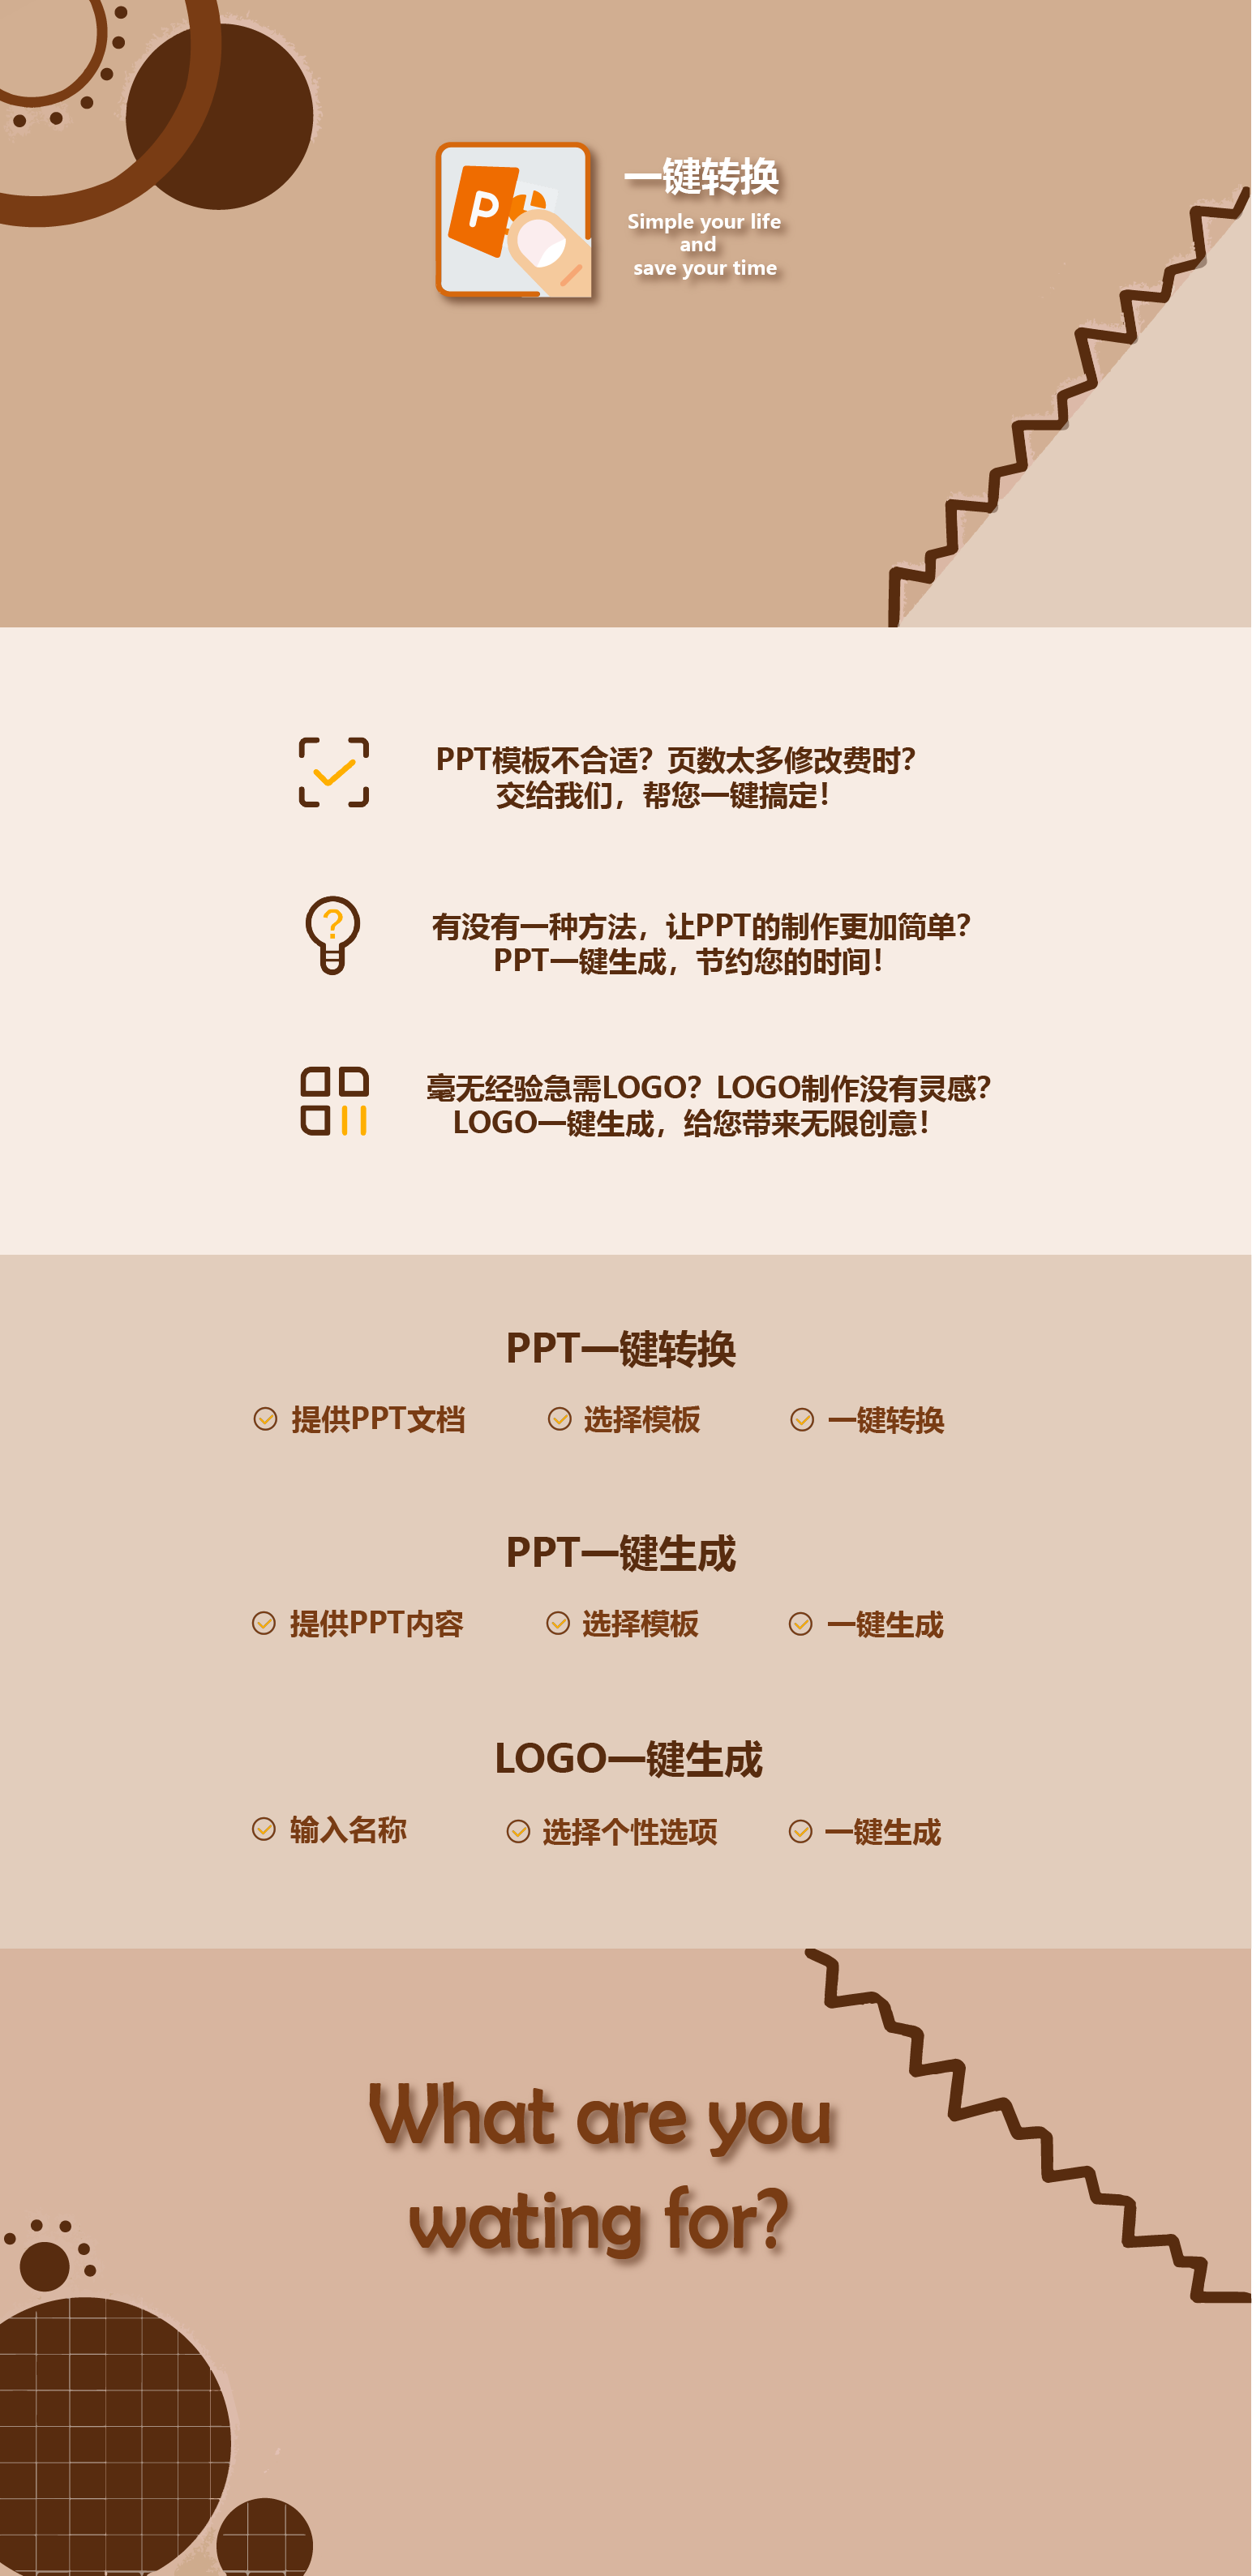 P
一键转换
Simple your life
and
save your time
PPT模板不合适？页数太多修改费时？
交给我们，帮您一键搞定！
?
有没有一种方法，让PPT的制作更加简单？
PPT一键生成，节约您的时间！
毫无经验急需LOGO？LOGO制作没有灵感？
LOGO一键生成，给您带来无限创意！
PPT一键转换
提供PPT文档 选择模板 一键转换
PPT一键生成
提供PPT内容 选择模板 一键生成
LOGO一键生成
输入名称 选择个性选项 一键生成
What are you
wating for?